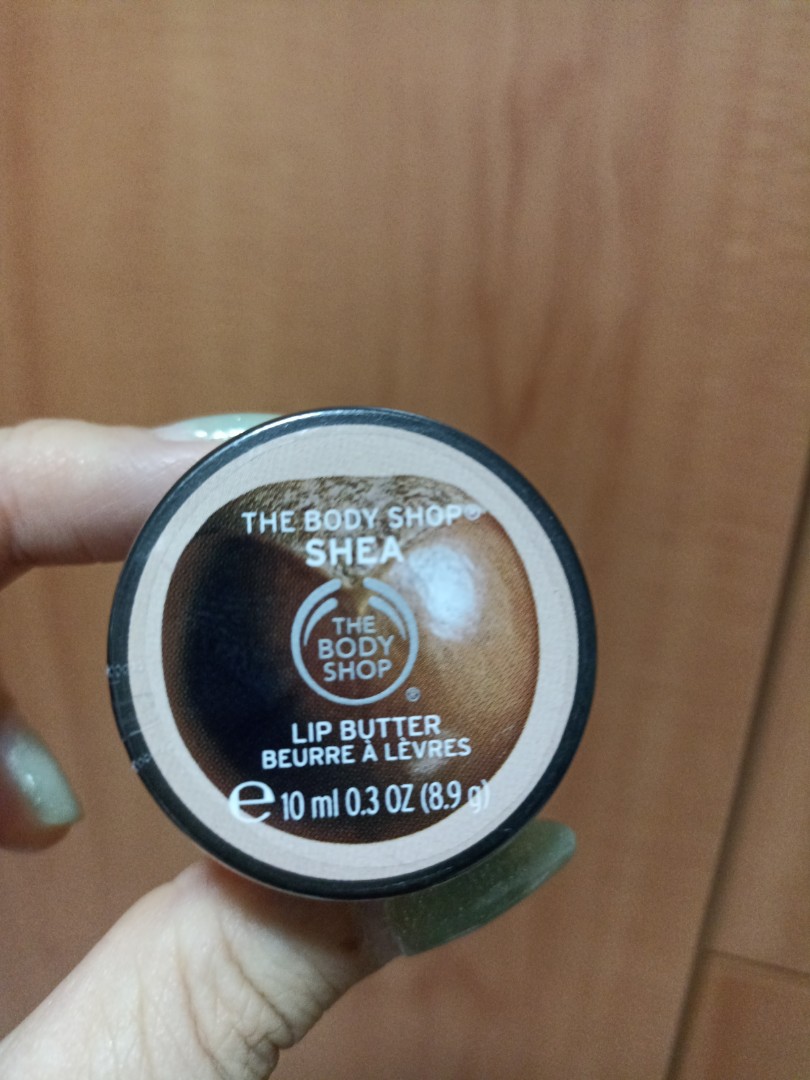 THE BODY SHOP®
SHEA
THE
BODY
SHOP
®
LIP BUTTER
BEURRE À LÈVRES
e 10 ml 0.3 OZ (8.9 g)